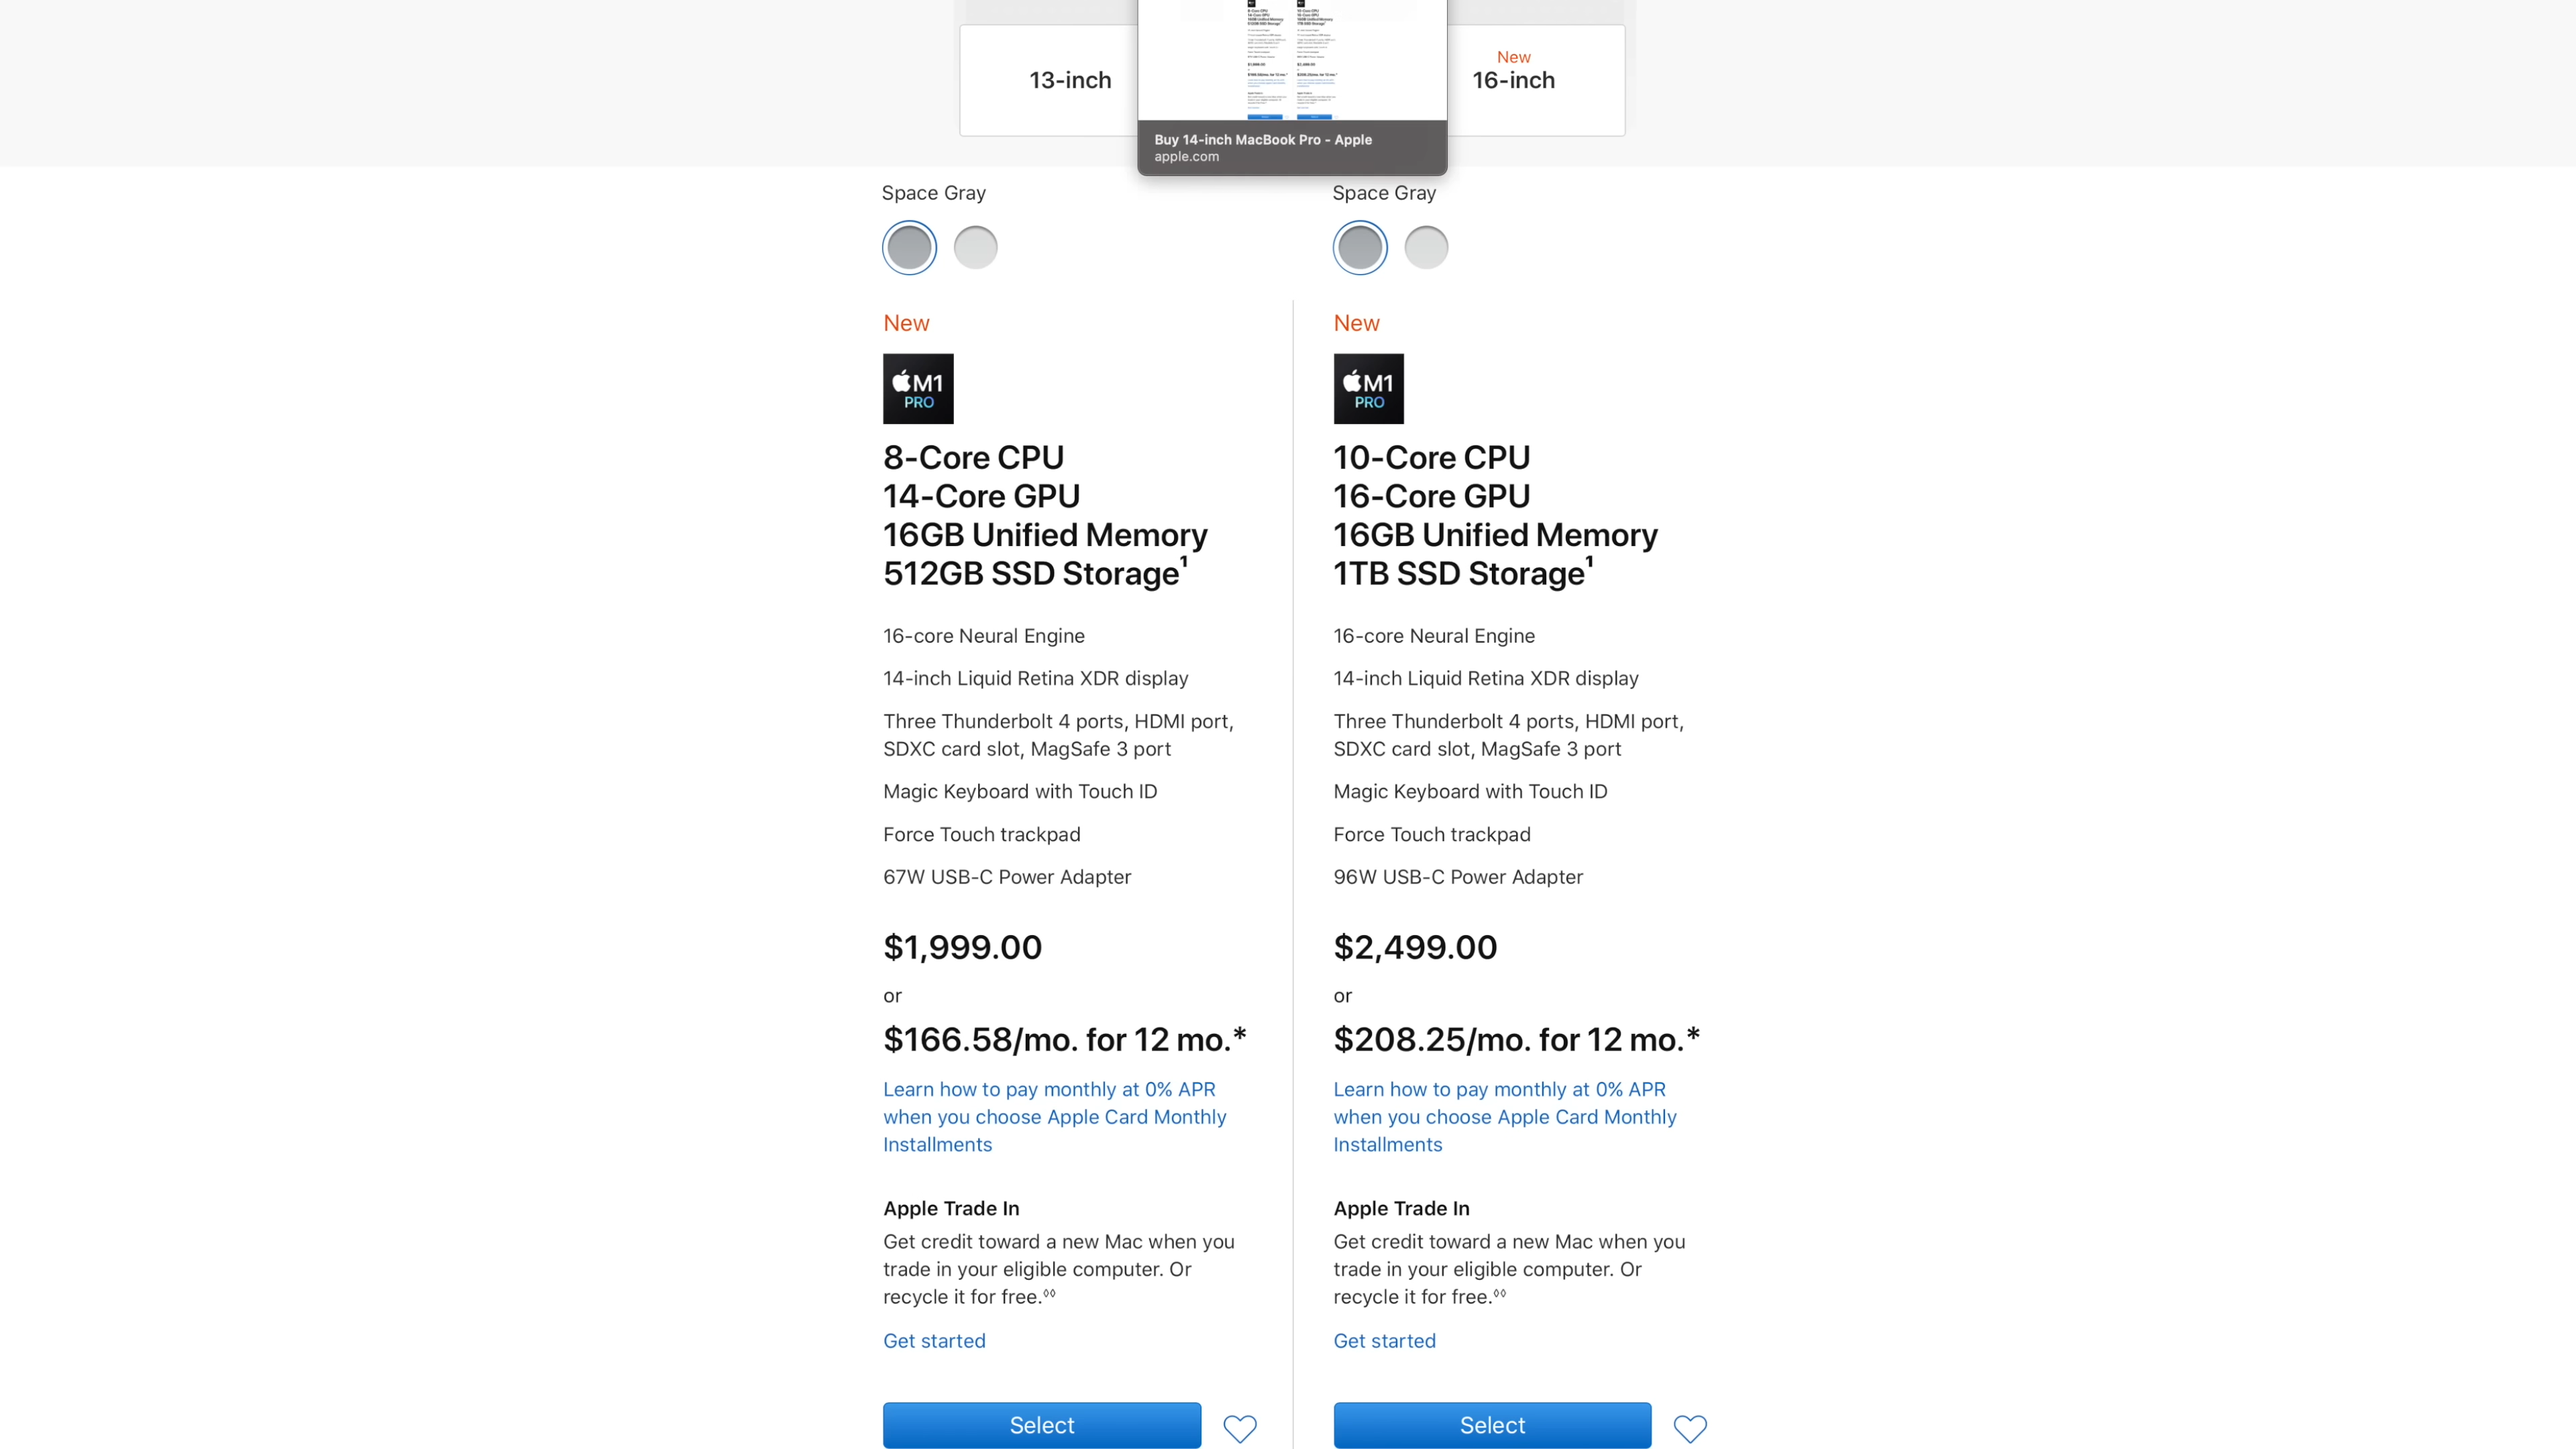 13-inch
New
16-inch
Buy 14-inch MacBook Pro - Apple
apple.com
Space Gray
New
M1
PRO
8-Core CPU
14-Core GPU
16GB Unified Memory
512GB SSD Storage¹
16-core Neural Engine
14-inch Liquid Retina XDR display
Three Thunderbolt 4 ports, HDMI port,
SDXC card slot, MagSafe 3 port
Magic Keyboard with Touch ID
Force Touch trackpad
67W USB-C Power Adapter
$1,999.00
or
$166.58/mo. for 12 mo.*
Learn how to pay monthly at 0% APR
when you choose Apple Card Monthly
Installments
Apple Trade In
Get credit toward a new Mac when you
trade in your eligible computer. Or
recycle it for free.◊◊
Get started
Select
Space Gray
New
M1
PRO
10-Core CPU
16-Core GPU
16GB Unified Memory
1TB SSD Storage¹
16-core Neural Engine
14-inch Liquid Retina XDR display
Three Thunderbolt 4 ports, HDMI port,
SDXC card slot, MagSafe 3 port
Magic Keyboard with Touch ID
Force Touch trackpad
96W USB-C Power Adapter
$2,499.00
or
$208.25/mo. for 12 mo.*
Learn how to pay monthly at 0% APR
when you choose Apple Card Monthly
Installments
Apple Trade In
Get credit toward a new Mac when you
trade in your eligible computer. Or
recycle it for free.◊◊
Get started
Select